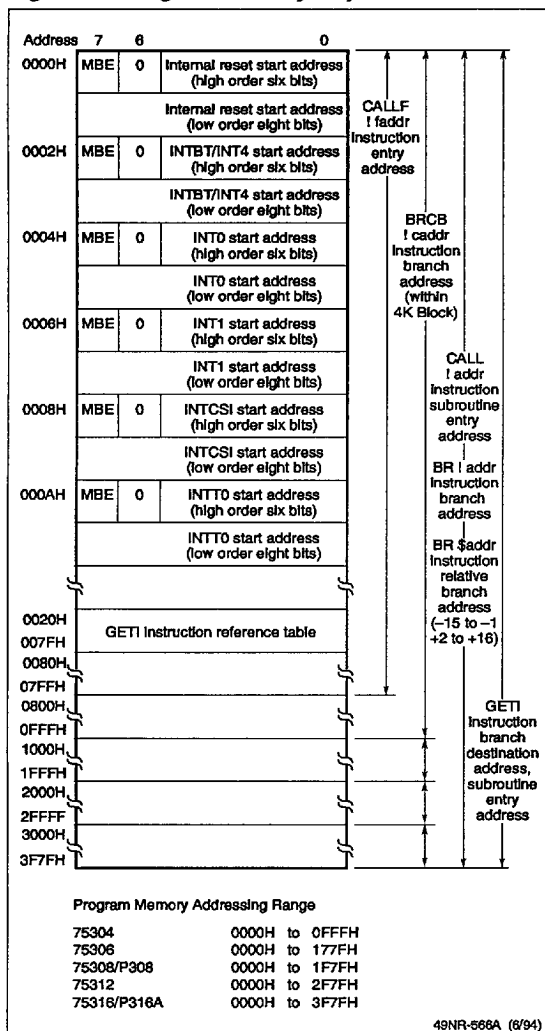 Address 7 6 0
0000H MBE 0 Internal reset start address
(high order six bits)
Internal reset start address
(low order eight bits)
0002H MBE 0 INTBT/INT4 start address
(high order six bits)
INTBT/INT4 start address
(low order eight bits)
0004H MBE 0 INT0 start address
(high order six bits)
INT0 start address
(low order eight bits)
0006H MBE 0 INT1 start address
(high order six bits)
INT1 start address
(low order eight bits)
0008H MBE 0 INTCSI start address
(high order six bits)
INTCSI start address
(low order eight bits)
000AH MBE 0 INTT0 start address
(high order six bits)
INTT0 start address
(low order eight bits)
0020H
GETI instruction reference table
007FH
0080H
07FFH
0800H
0FFFH
1000H
1FFFH
2000H
2FFFF
3000H
3F7FH
CALLF
! faddr
instruction
entry
address
BRCB
! caddr
instruction
branch
address
(within
4K Block)
CALL
! addr
instruction
subroutine
entry
address
BR ! addr
instruction
branch
address
BR $addr
instruction
relative
branch
address
(–15 to –1
+2 to +16)
GETI
instruction
branch
destination
address,
subroutine
entry
address
Program Memory Addressing Range
75304 0000H to 0FFFH
75306 0000H to 177FH
75308/P308 0000H to 1F7FH
75312 0000H to 2F7FH
75316/P316A 0000H to 3F7FH
49NR-566A (6/94)